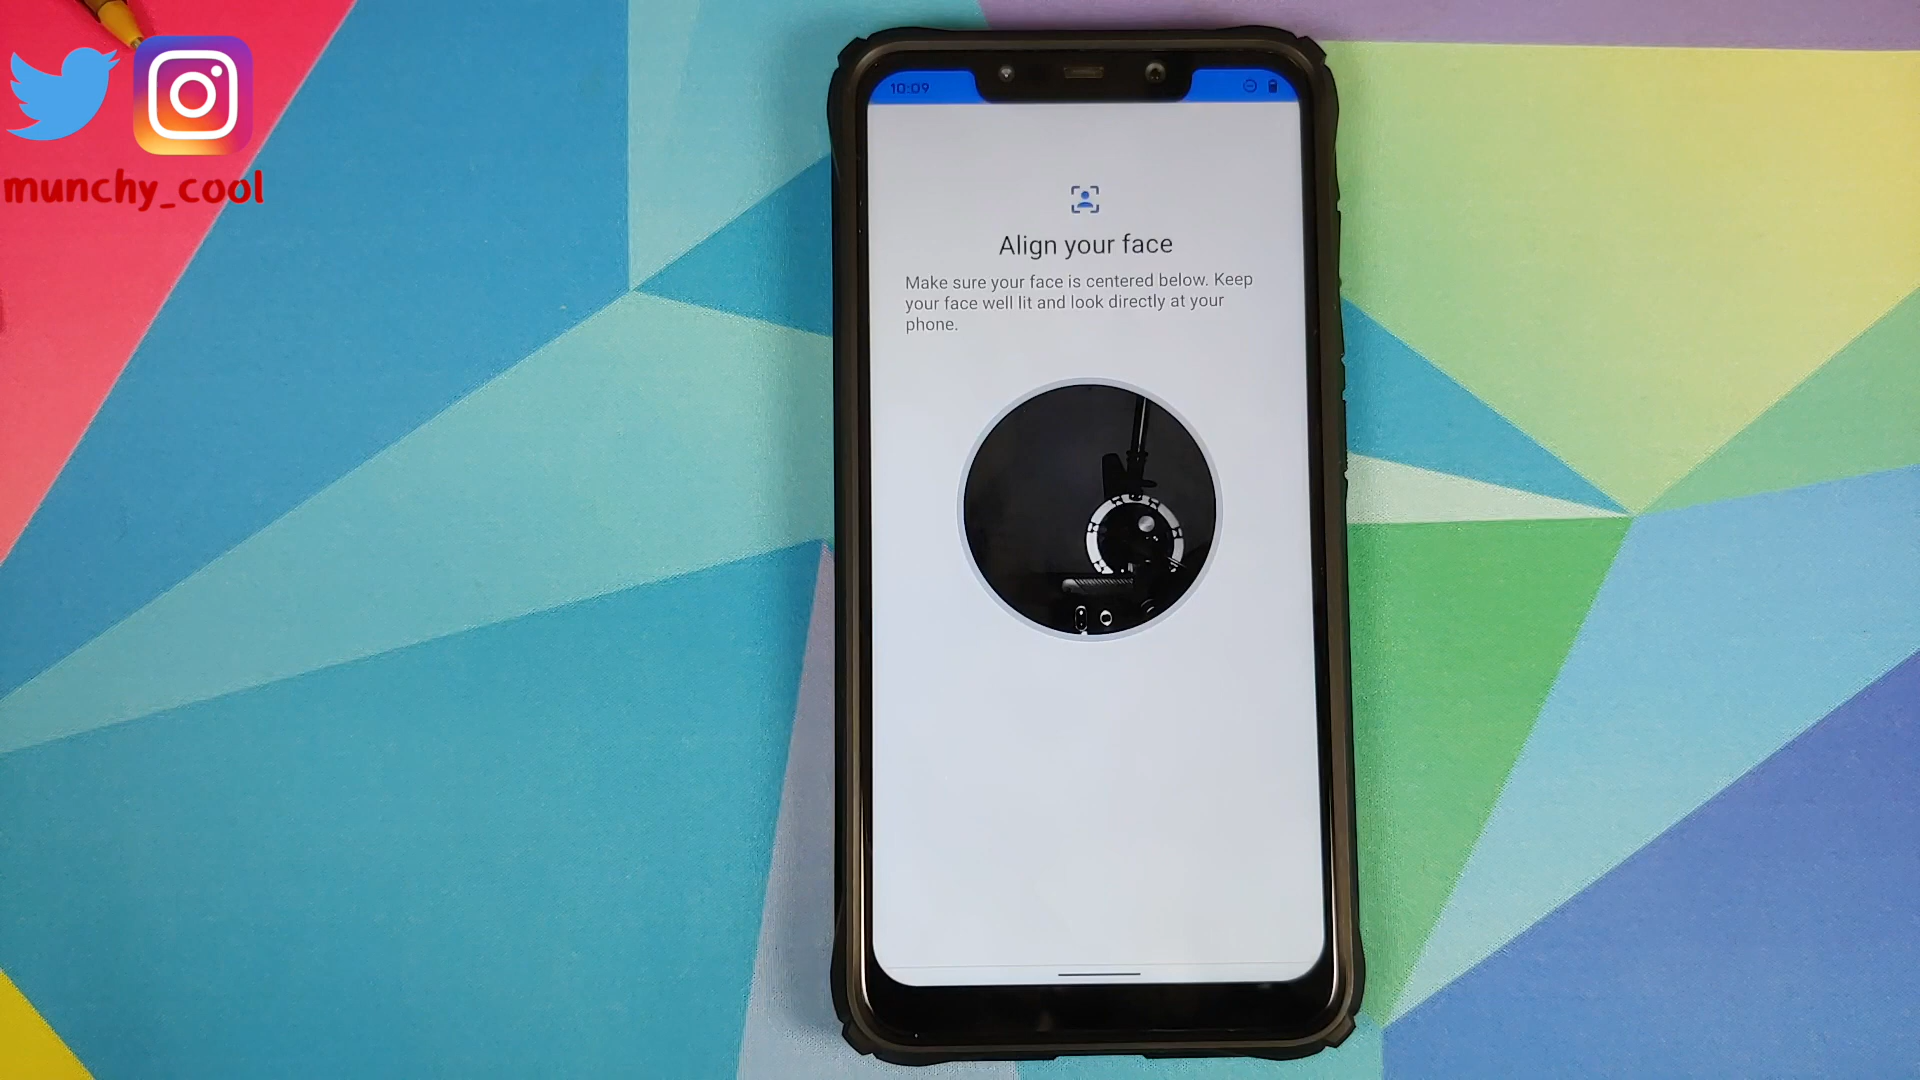 munchy_cool
10:09
Align your face
Make sure your face is centered below. Keep
your face well lit and look directly at your
phone.